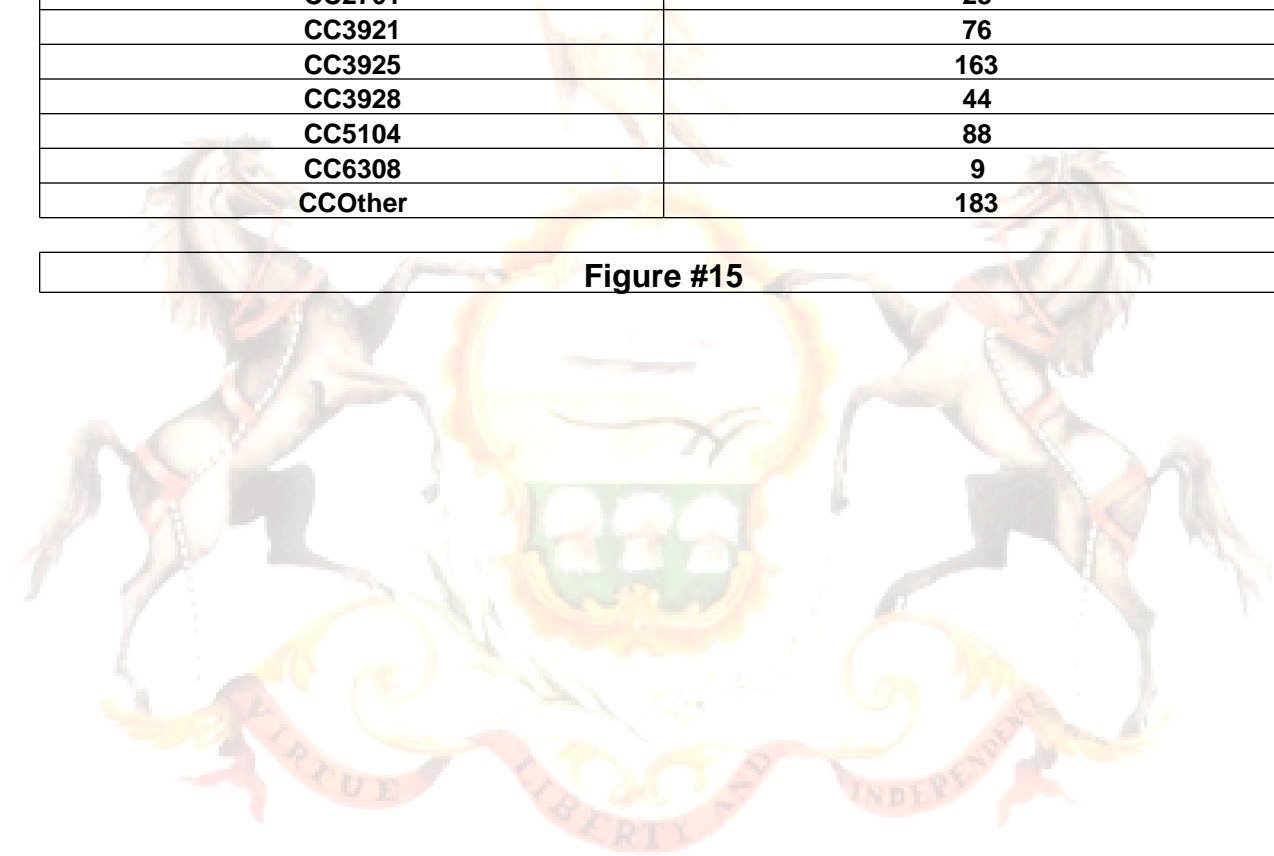 CC3921 76
CC3925 163
CC3928 44
CC5104 88
CC6308 9
CCOther 183
Figure #15
VIRTUE LIBERTY AND INDEPENDENCE